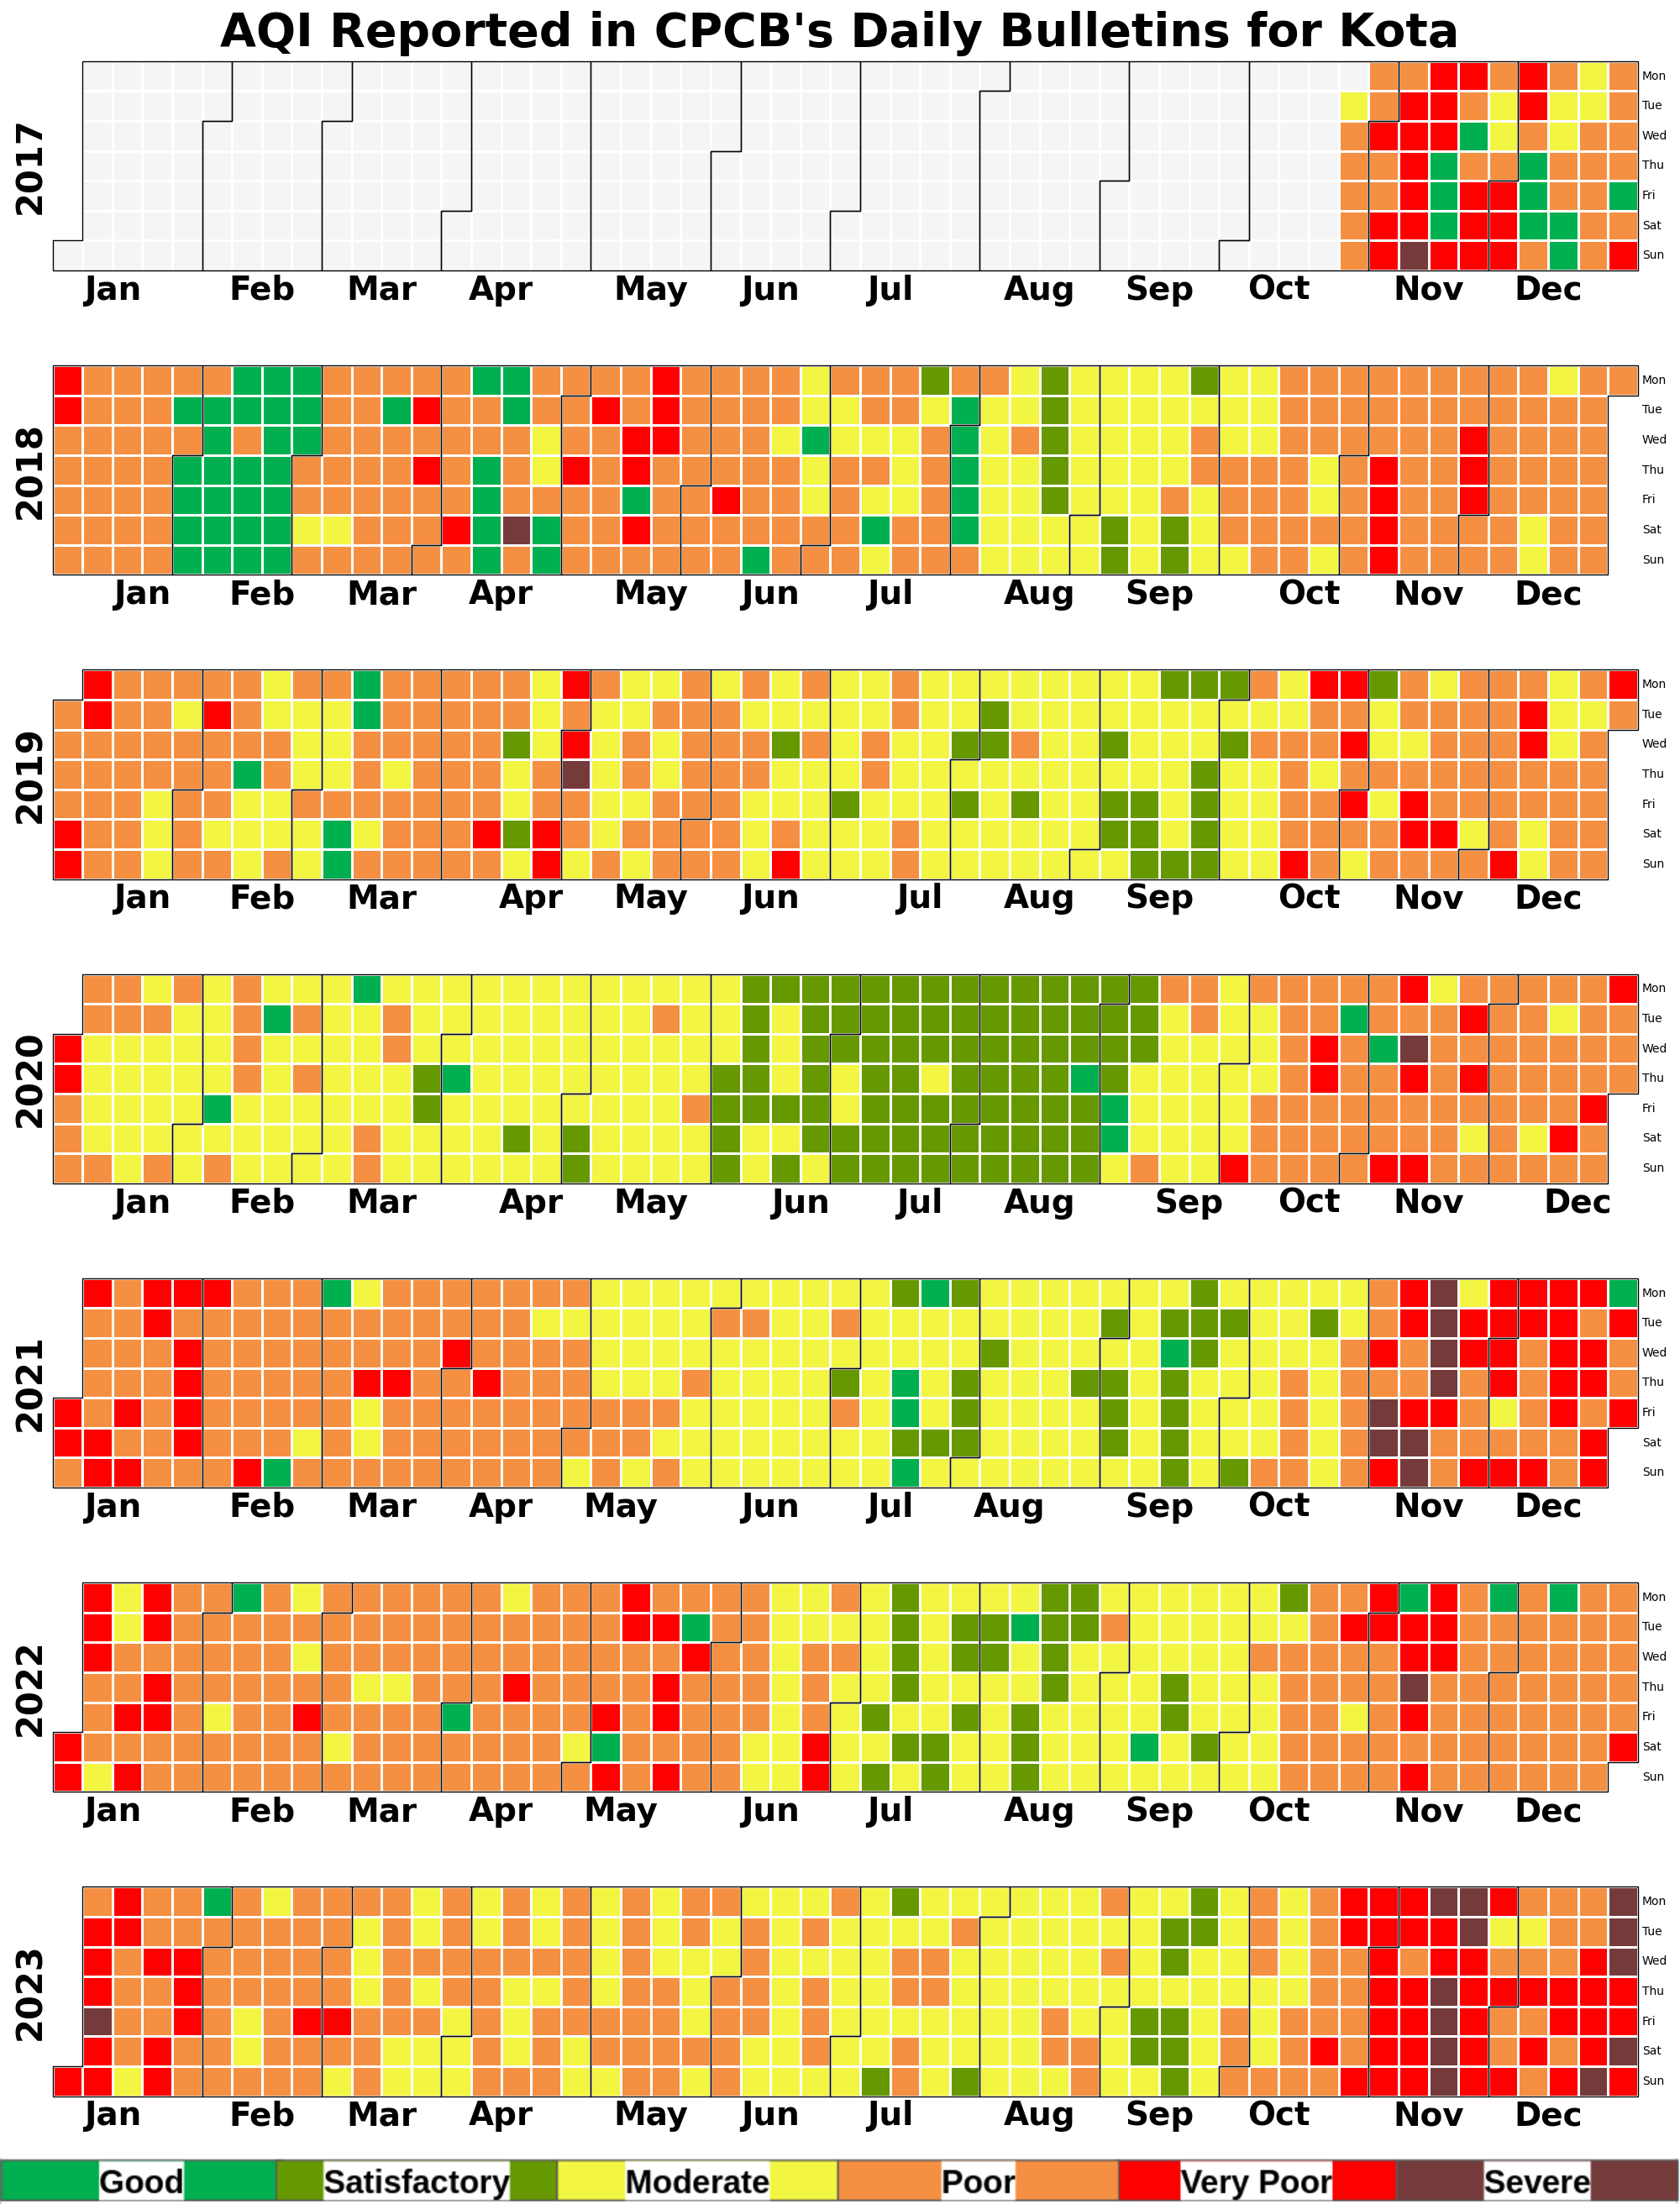 AQI Reported in CPCB's Daily Bulletins for Kota
2017
Mon
Tue
Wed
Thu
Fri
Sat
Sun
Jan Feb Mar Apr May Jun Jul Aug Sep Oct Nov Dec
2018
Mon
Tue
Wed
Thu
Fri
Sat
Sun
Jan Feb Mar Apr May Jun Jul Aug Sep Oct Nov Dec
2019
Mon
Tue
Wed
Thu
Fri
Sat
Sun
Jan Feb Mar Apr May Jun Jul Aug Sep Oct Nov Dec
2020
Mon
Tue
Wed
Thu
Fri
Sat
Sun
Jan Feb Mar Apr May Jun Jul Aug Sep Oct Nov Dec
2021
Mon
Tue
Wed
Thu
Fri
Sat
Sun
Jan Feb Mar Apr May Jun Jul Aug Sep Oct Nov Dec
2022
Mon
Tue
Wed
Thu
Fri
Sat
Sun
Jan Feb Mar Apr May Jun Jul Aug Sep Oct Nov Dec
2023
Mon
Tue
Wed
Thu
Fri
Sat
Sun
Jan Feb Mar Apr May Jun Jul Aug Sep Oct Nov Dec
Good Satisfactory Moderate Poor Very Poor Severe